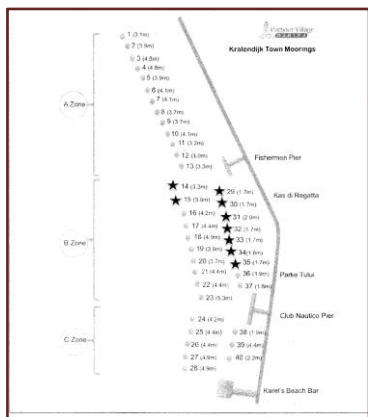 Harbour Village
MARINA
Kralendijk Town Moorings
A Zone
1 (3.1m)
2 (3.9m)
3 (4.8m)
4 (4.8m)
5 (3.9m)
6 (4.1m)
7 (4.1m)
8 (3.7m)
9 (3.7m)
10 (4.1m)
11 (3.2m)
12 (3.0m)
13 (3.3m)
Fishermen Pier
B Zone
14 (3.3m)
15 (3.9m)
16 (4.2m)
17 (4.4m)
18 (4.9m)
19 (3.9m)
20 (3.7m)
21 (4.6m)
22 (4.4m)
23 (5.3m)
29 (1.7m)
30 (1.7m)
31 (2.0m)
32 (1.7m)
33 (1.7m)
34 (1.8m)
35 (1.7m)
36 (1.9m)
37 (1.8m)
Kas di Regatta
Parke Tului
Club Nautico Pier
C Zone
24 (4.2m)
25 (4.4m)
26 (4.4m)
27 (4.9m)
28 (4.9m)
38 (1.9m)
39 (4.4m)
40 (2.2m)
Karel's Beach Bar